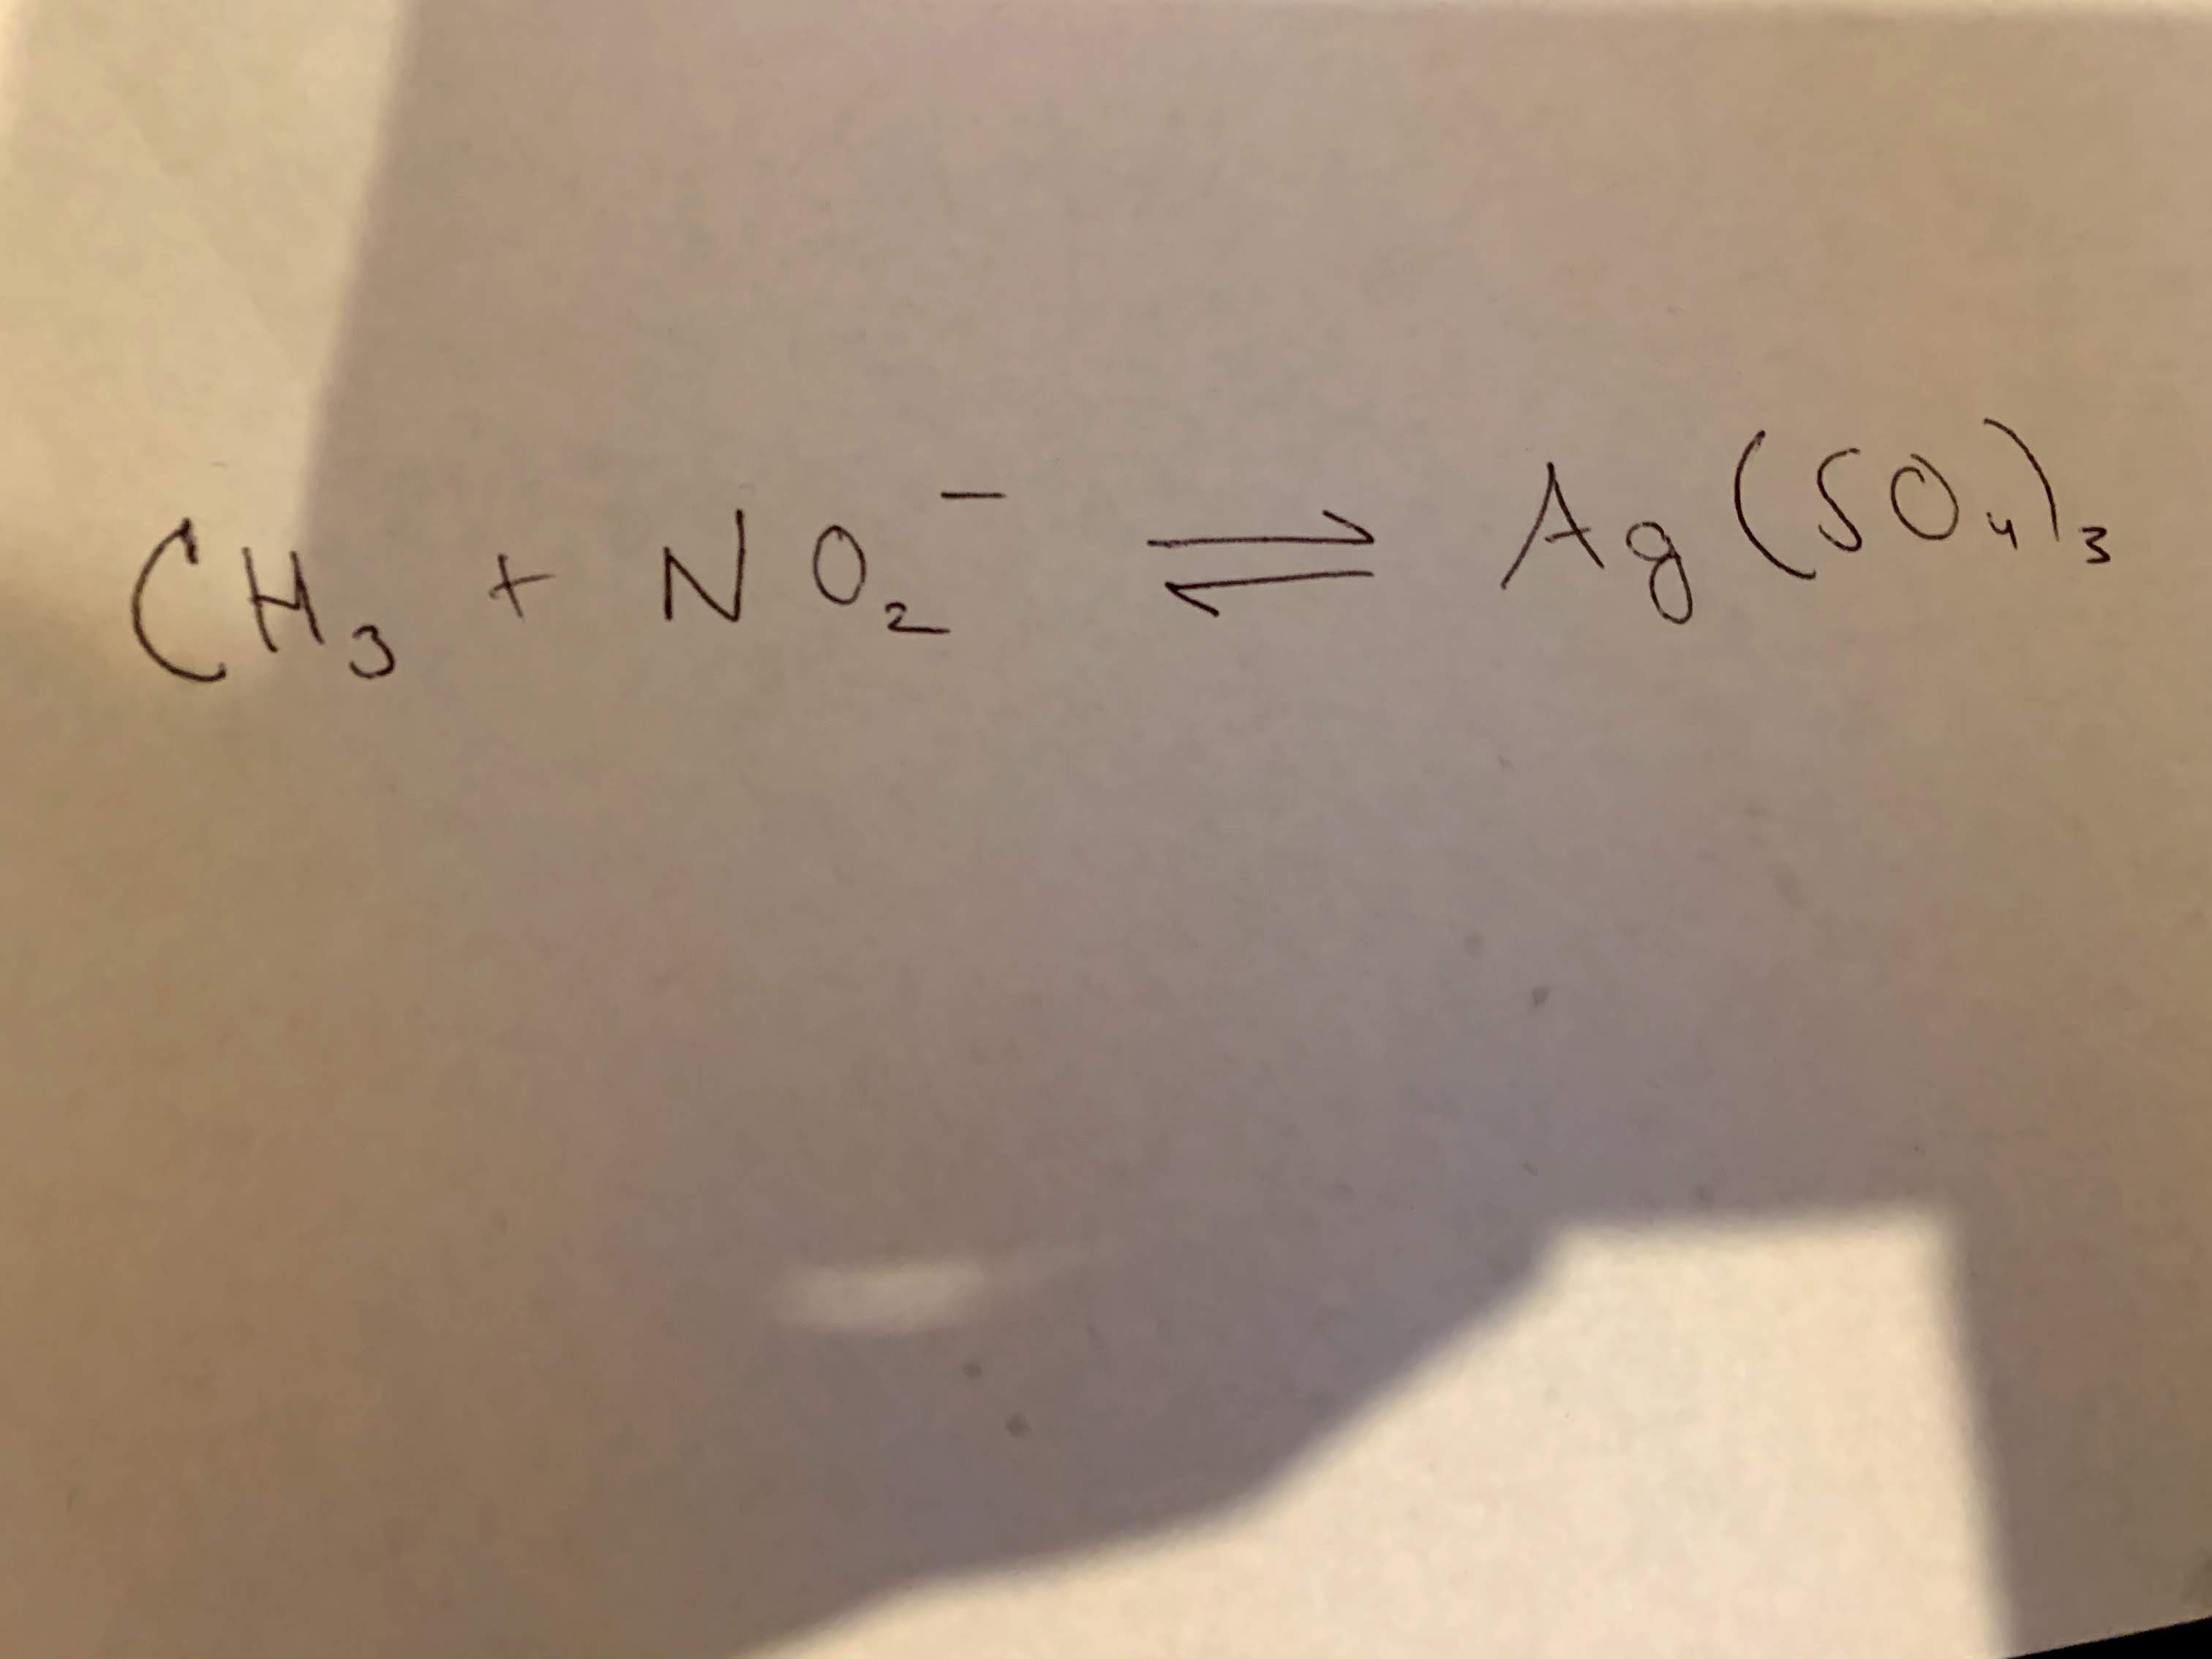 CH₃ + NO₂⁻ ⇌ Ag(SO₄)₃